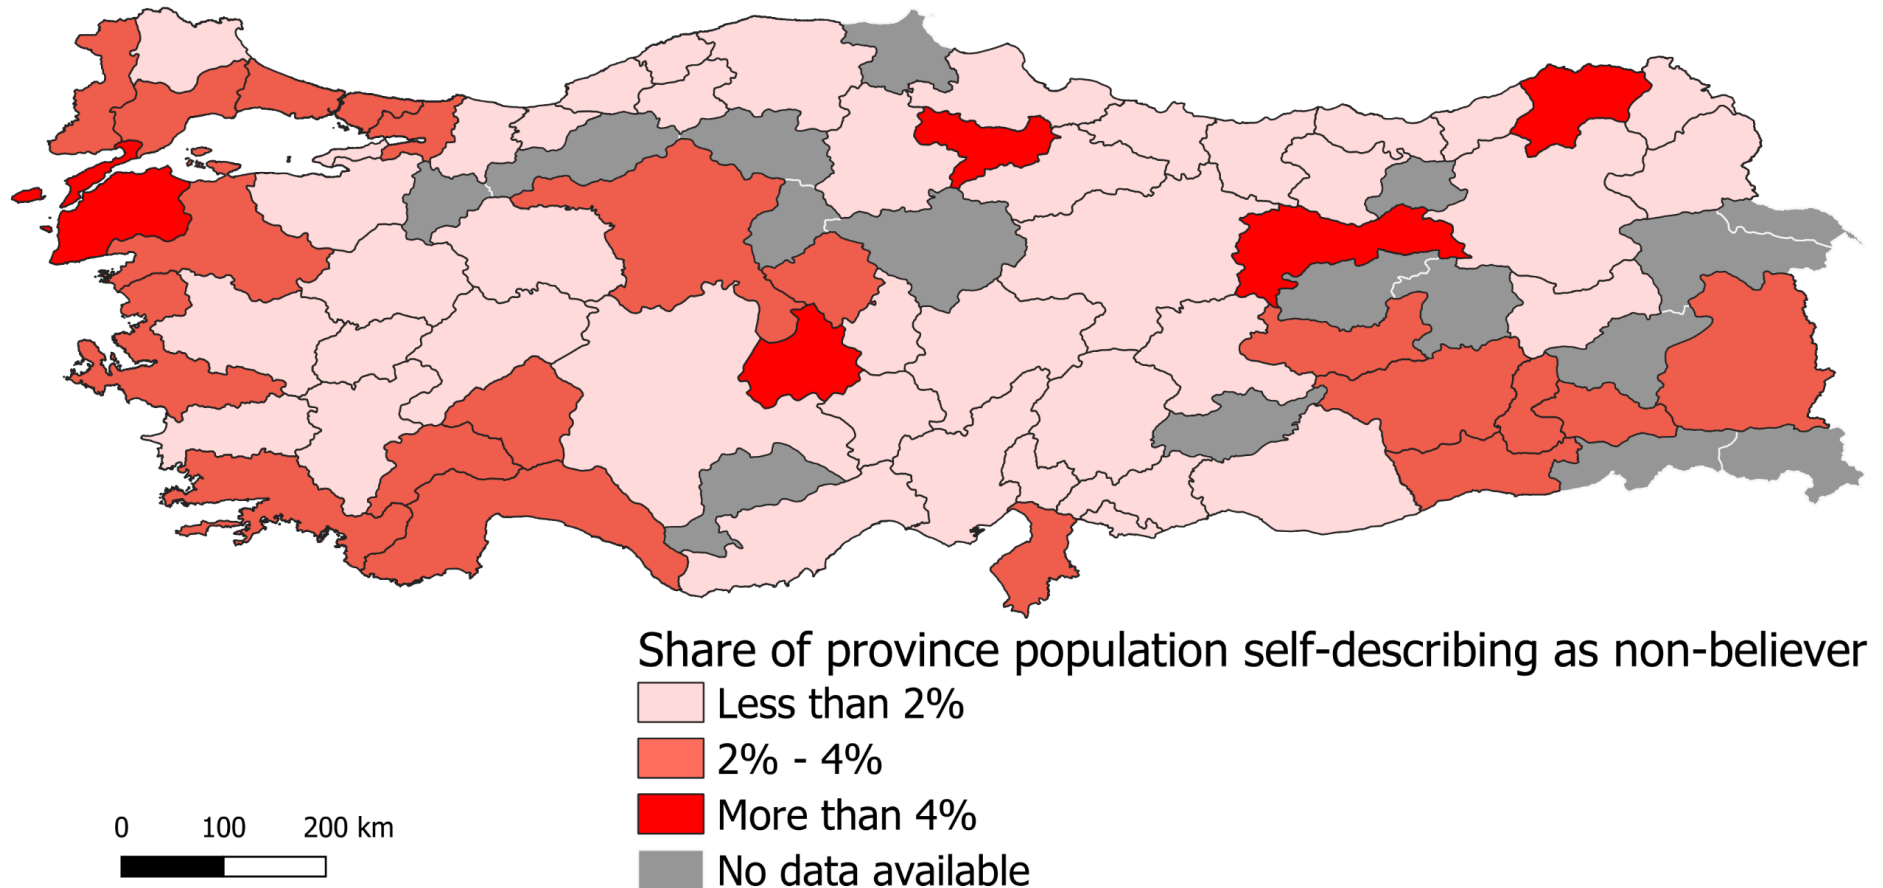 Share of province population self-describing as non-believer
Less than 2%
2% - 4%
More than 4%
No data available
0 100 200 km